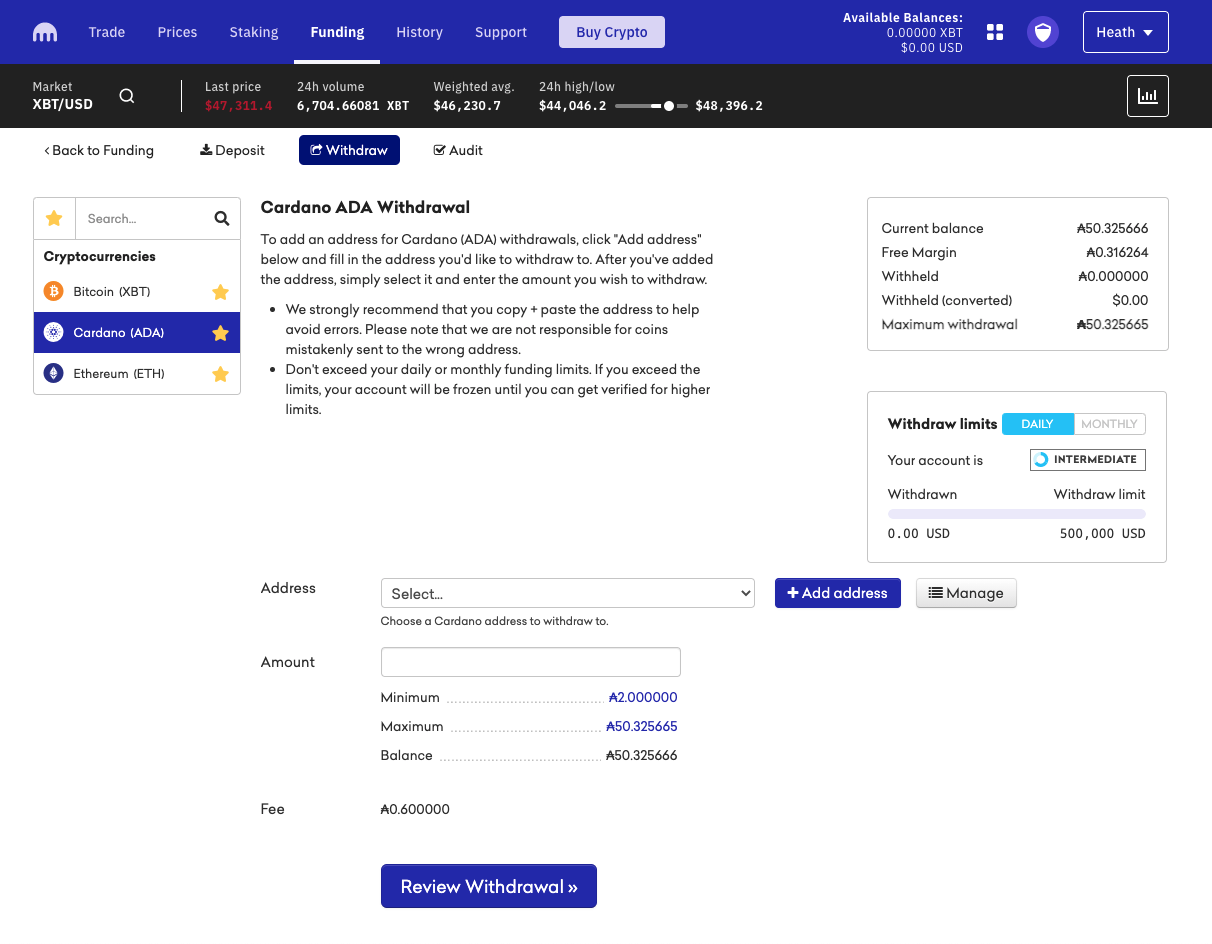 Trade Prices Staking Funding History Support Buy Crypto
Available Balances:
0.00000 XBT
$0.00 USD
Heath
Market
XBT/USD
Last price
$47,311.4
24h volume
6,704.66081 XBT
Weighted avg.
$46,230.7
24h high/low
$44,046.2 $48,396.2
‹ Back to Funding Deposit Withdraw Audit
Search...
Cryptocurrencies
Bitcoin (XBT)
Cardano (ADA)
Ethereum (ETH)
Cardano ADA Withdrawal
To add an address for Cardano (ADA) withdrawals, click "Add address"
below and fill in the address you'd like to withdraw to. After you've added
the address, simply select it and enter the amount you wish to withdraw.
• We strongly recommend that you copy + paste the address to help
avoid errors. Please note that we are not responsible for coins
mistakenly sent to the wrong address.
• Don't exceed your daily or monthly funding limits. If you exceed the
limits, your account will be frozen until you can get verified for higher
limits.
Current balance ₳50.325666
Free Margin ₳0.316264
Withheld ₳0.000000
Withheld (converted) $0.00
Maximum withdrawal ₳50.325665
Withdraw limits DAILY MONTHLY
Your account is INTERMEDIATE
Withdrawn Withdraw limit
0.00 USD 500,000 USD
Address Select... + Add address Manage
Choose a Cardano address to withdraw to.
Amount
Minimum ₳2.000000
Maximum ₳50.325665
Balance ₳50.325666
Fee ₳0.600000
Review Withdrawal »